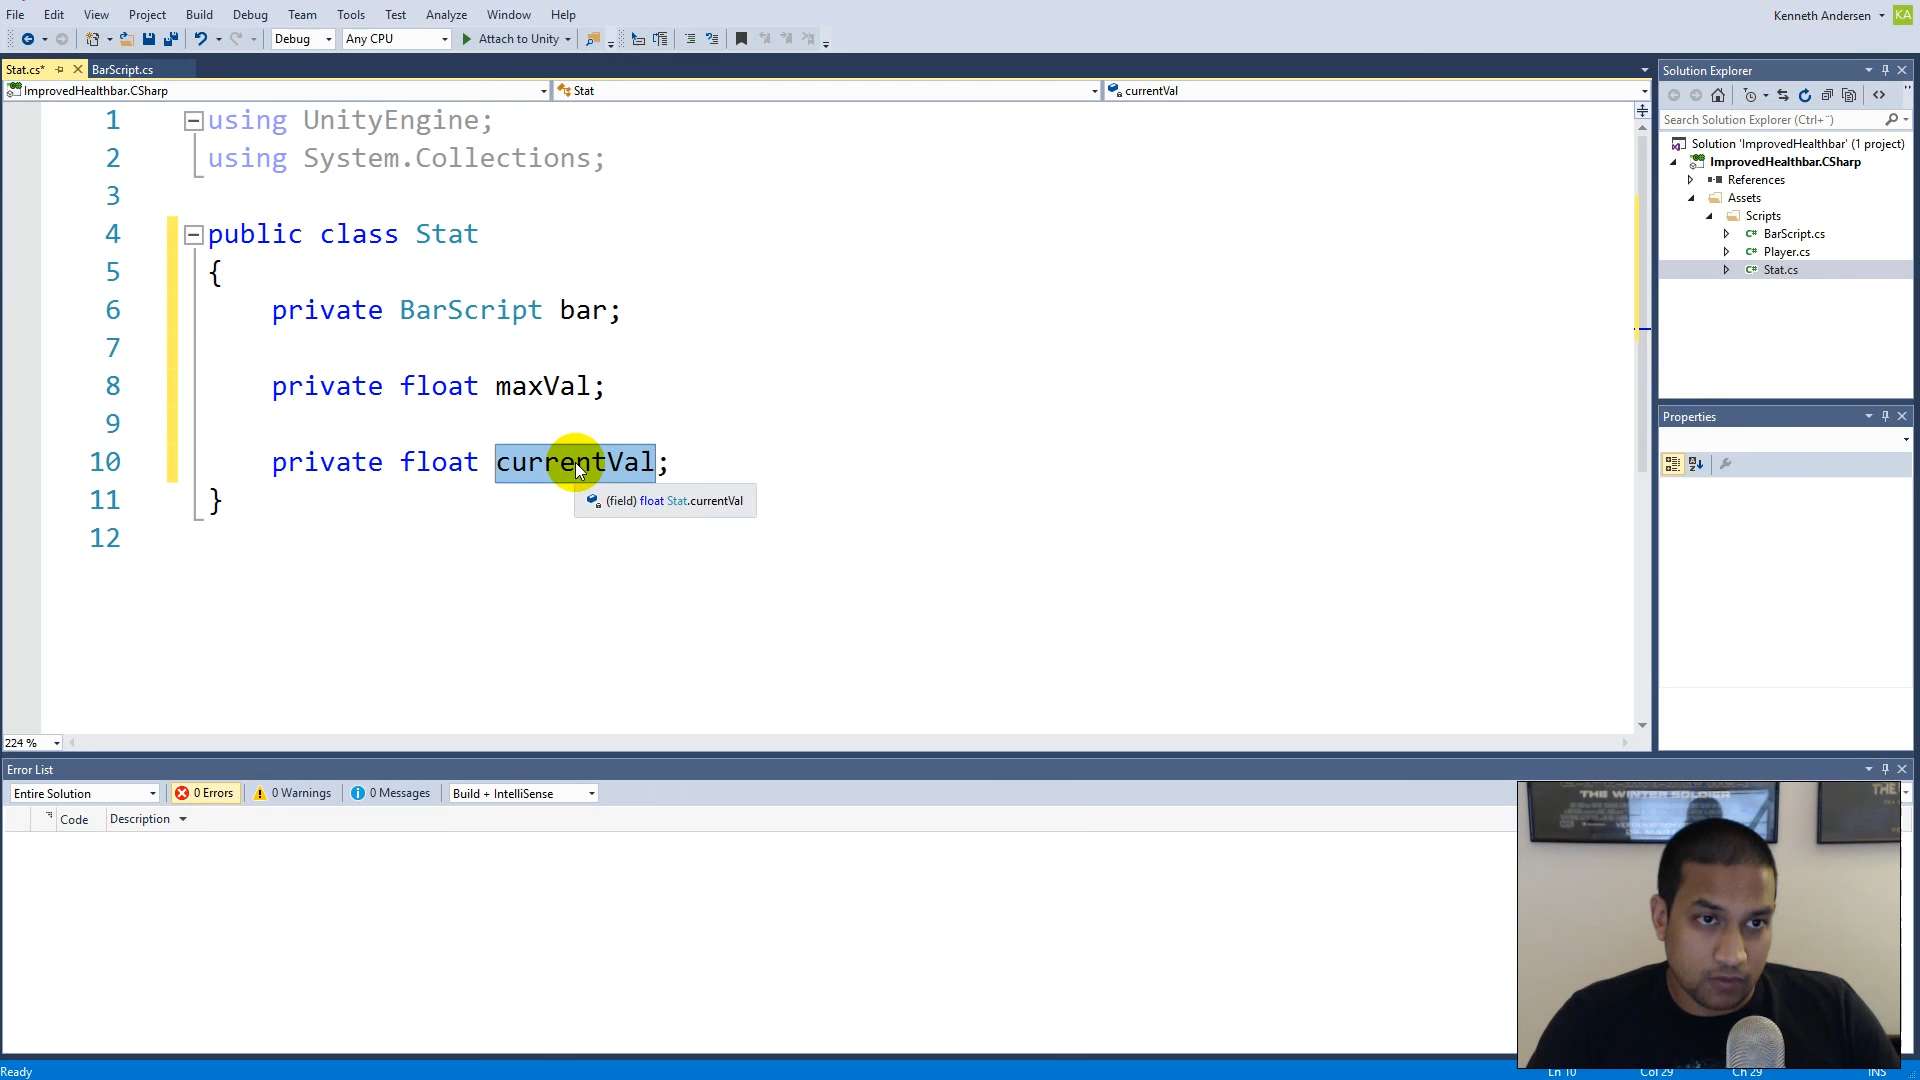 File Edit View Project Build Debug Team Tools Test Analyze Window Help
Kenneth Andersen KA
Debug Any CPU Attach to Unity
Stat.cs* BarScript.cs
ImprovedHealthbar.CSharp Stat currentVal
1 using UnityEngine;
2 using System.Collections;
3
4 public class Stat
5 {
6 private BarScript bar;
7
8 private float maxVal;
9
10 private float currentVal;
(field) float Stat.currentVal
11 }
12
224 %
Solution Explorer
Search Solution Explorer (Ctrl+¨)
Solution 'ImprovedHealthbar' (1 project)
ImprovedHealthbar.CSharp
References
Assets
Scripts
C# BarScript.cs
C# Player.cs
C# Stat.cs
Properties
Error List
Entire Solution 0 Errors 0 Warnings 0 Messages Build + IntelliSense
Code Description
THE WINTER SOLDIER
THE
Ready Ln 10 Col 29 Ch 29 INS